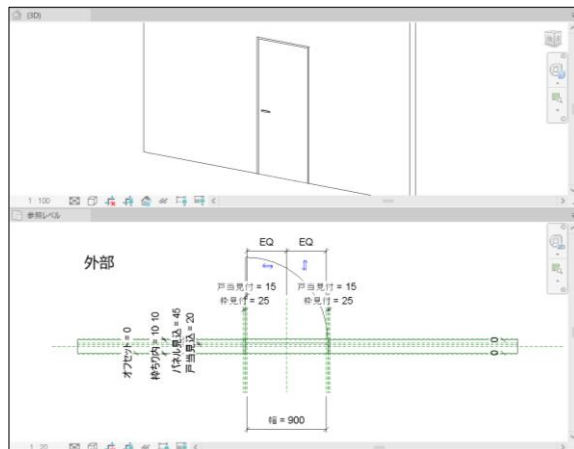 {3D}
1 : 100
参照レベル
外部
EQ EQ
戸当見付 = 15 戸当見付 = 15
枠見付 = 25 枠見付 = 25
オフセット = 0
枠ちり内 = 10 10
パネル見込 = 45
戸当見込 = 20
0
0
幅 = 900
1 : 20